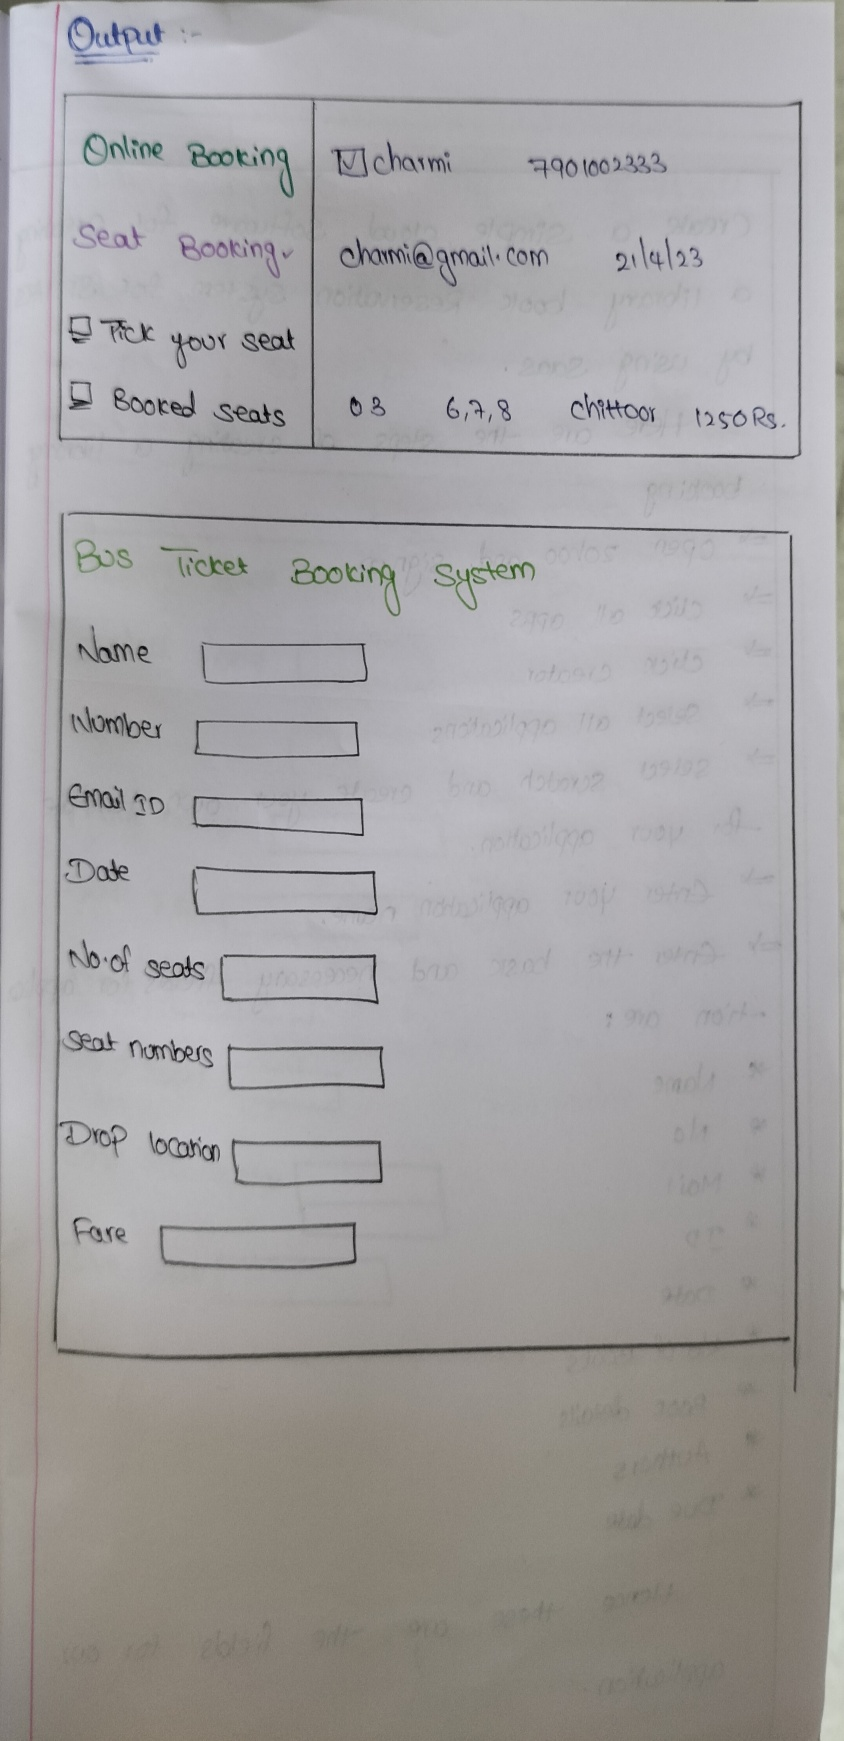 Output :-
Online Booking
Seat Booking
Pick your seat
Booked seats
charmi 7901002333
charmi@gmail.com 21/4/23
03 6,7,8 Chittoor 1250 Rs.
Bus Ticket Booking System
Name
Number
Email ID
Date
No. of seats
Seat numbers
Drop location
Fare